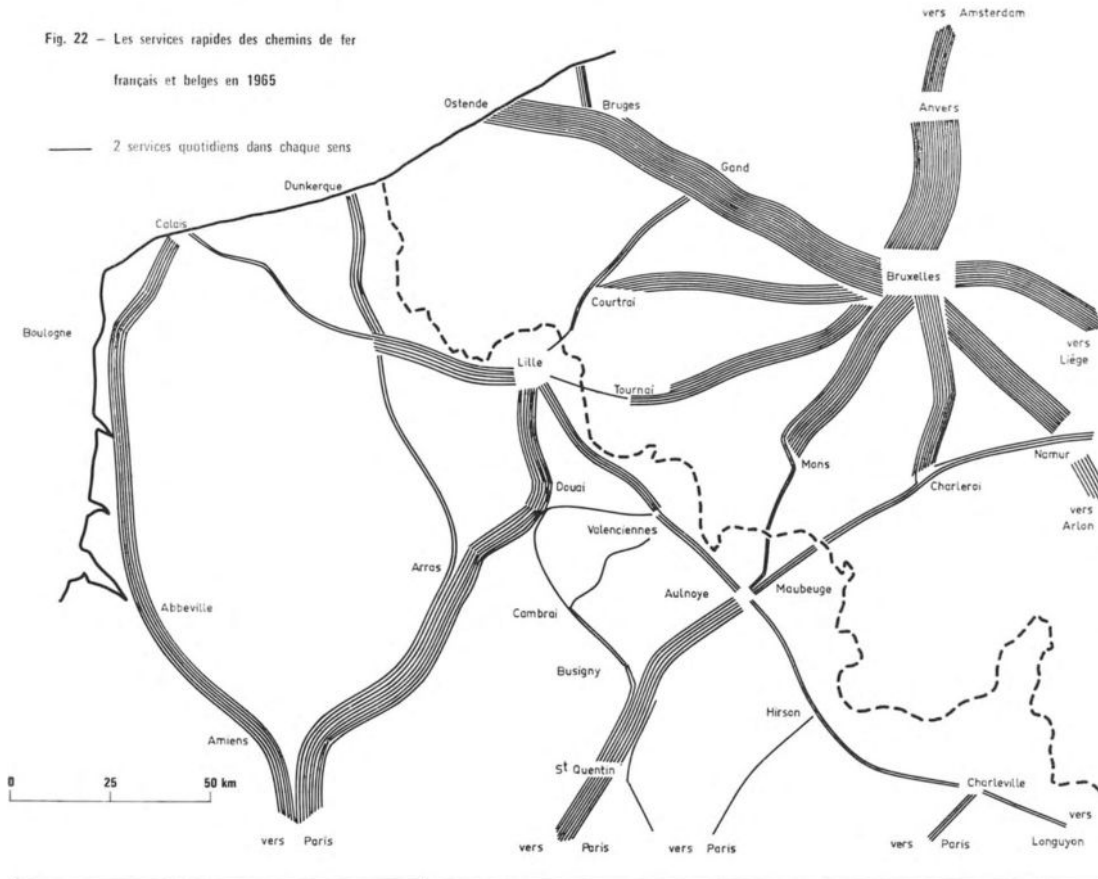 Fig. 22 – Les services rapides des chemins de fer
français et belges en 1965
2 services quotidiens dans chaque sens
vers Amsterdam
Anvers
Ostende
Bruges
Gand
Dunkerque
Calais
Bruxelles
Courtrai
Boulogne
vers
Liége
Lille
Tournai
Mons
Namur
Charleroi
Douai
vers
Arlon
Valenciennes
Arras
Aulnoye
Maubeuge
Abbeville
Cambrai
Busigny
Hirson
Amiens
St Quentin
Charleville
0 25 50 km
vers Paris
vers Paris
vers Paris
vers Paris
vers
Longuyon